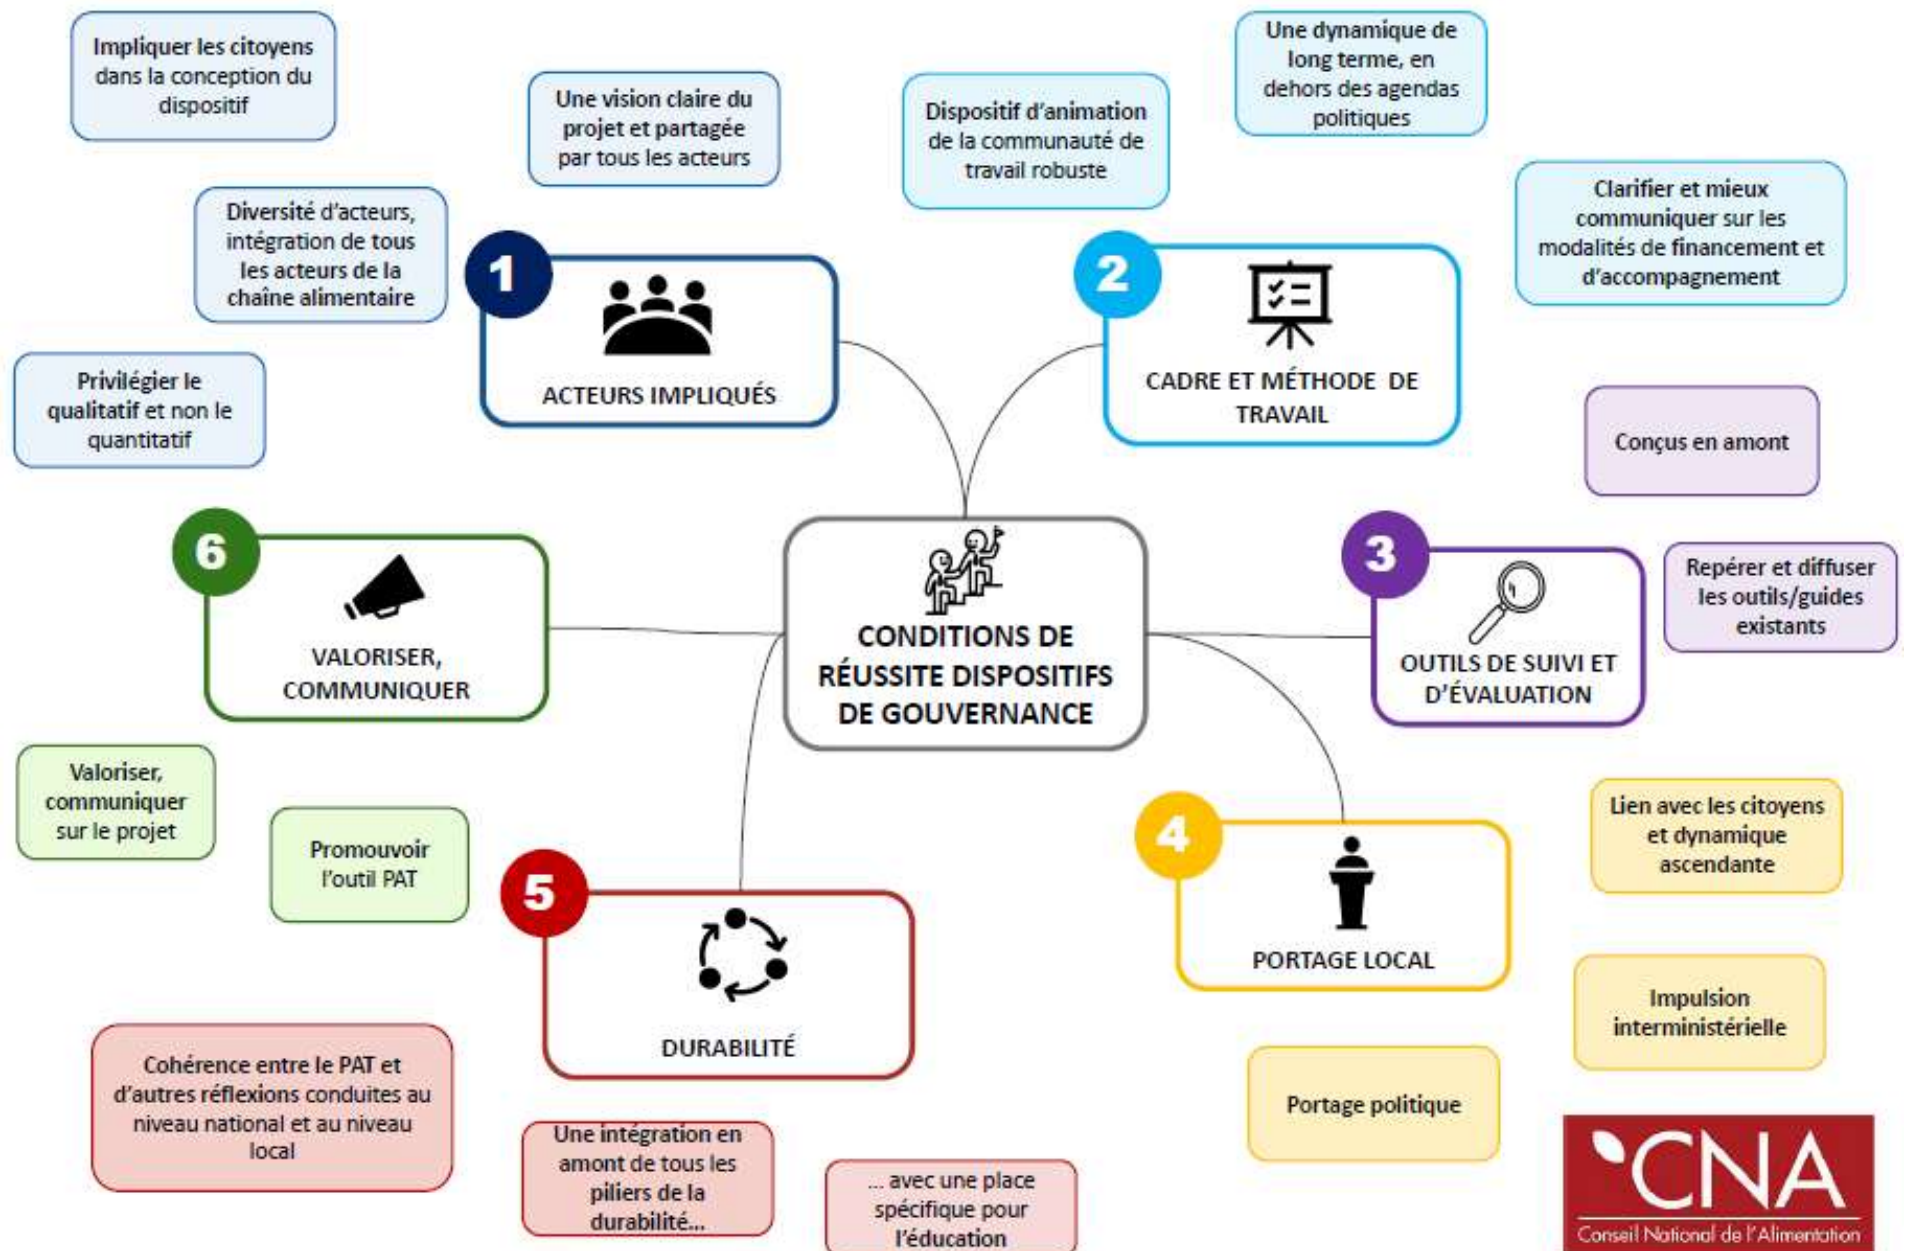 Impliquer les citoyens
dans la conception du
dispositif
Une vision claire du
projet et partagée
par tous les acteurs
Diversité d'acteurs,
intégration de tous
les acteurs de la
chaîne alimentaire
Privilégier le
qualitatif et non le
quantitatif
1
ACTEURS IMPLIQUÉS
Dispositif d'animation
de la communauté de
travail robuste
Une dynamique de
long terme, en
dehors des agendas
politiques
Clarifier et mieux
communiquer sur les
modalités de financement et
d'accompagnement
2
CADRE ET MÉTHODE DE
TRAVAIL
Conçus en amont
Repérer et diffuser
les outils/guides
existants
3
OUTILS DE SUIVI ET
D'ÉVALUATION
CONDITIONS DE
RÉUSSITE DISPOSITIFS
DE GOUVERNANCE
6
VALORISER,
COMMUNIQUER
Valoriser,
communiquer
sur le projet
Promouvoir
l'outil PAT
5
DURABILITÉ
Cohérence entre le PAT et
d'autres réflexions conduites au
niveau national et au niveau
local
Une intégration en
amont de tous les
piliers de la
durabilité...
... avec une place
spécifique pour
l'éducation
4
PORTAGE LOCAL
Lien avec les citoyens
et dynamique
ascendante
Impulsion
interministérielle
Portage politique
CNA
Conseil National de l'Alimentation